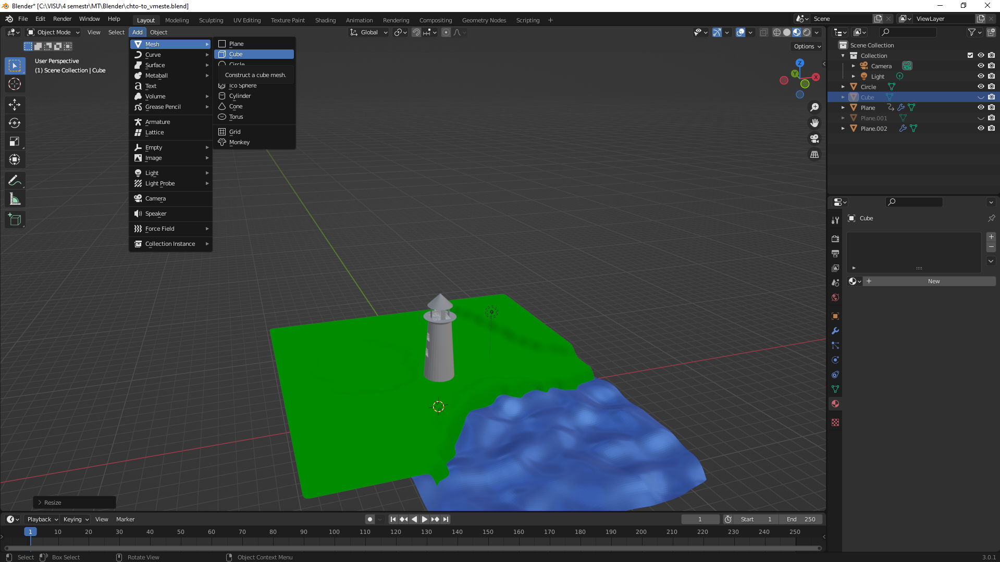 Blender* [C:\VISU\4 semestr\MT\Blender\chto-to_vmeste.blend]
File Edit Render Window Help Layout Modeling Sculpting UV Editing Texture Paint Shading Animation Rendering Compositing Geometry Nodes Scripting + Scene ViewLayer
Object Mode View Select Add Object Global
Options
User Perspective
(1) Scene Collection | Cube
Mesh
Curve
Surface
Metaball
Text
Volume
Grease Pencil
Armature
Lattice
Empty
Image
Light
Light Probe
Camera
Speaker
Force Field
Collection Instance
Plane
Cube
Circle
Construct a cube mesh.
Ico Sphere
Cylinder
Cone
Torus
Grid
Monkey
Z
Y
X
Scene Collection
Collection
Camera
Light
Circle
Cube
Plane
Plane.001
Plane.002
Cube
New
Resize
Playback Keying View Marker 1 Start 1 End 250
1 10 20 30 40 50 60 70 80 90 100 110 120 130 140 150 160 170 180 190 200 210 220 230 240 250
Select Box Select Rotate View Object Context Menu 3.0.1